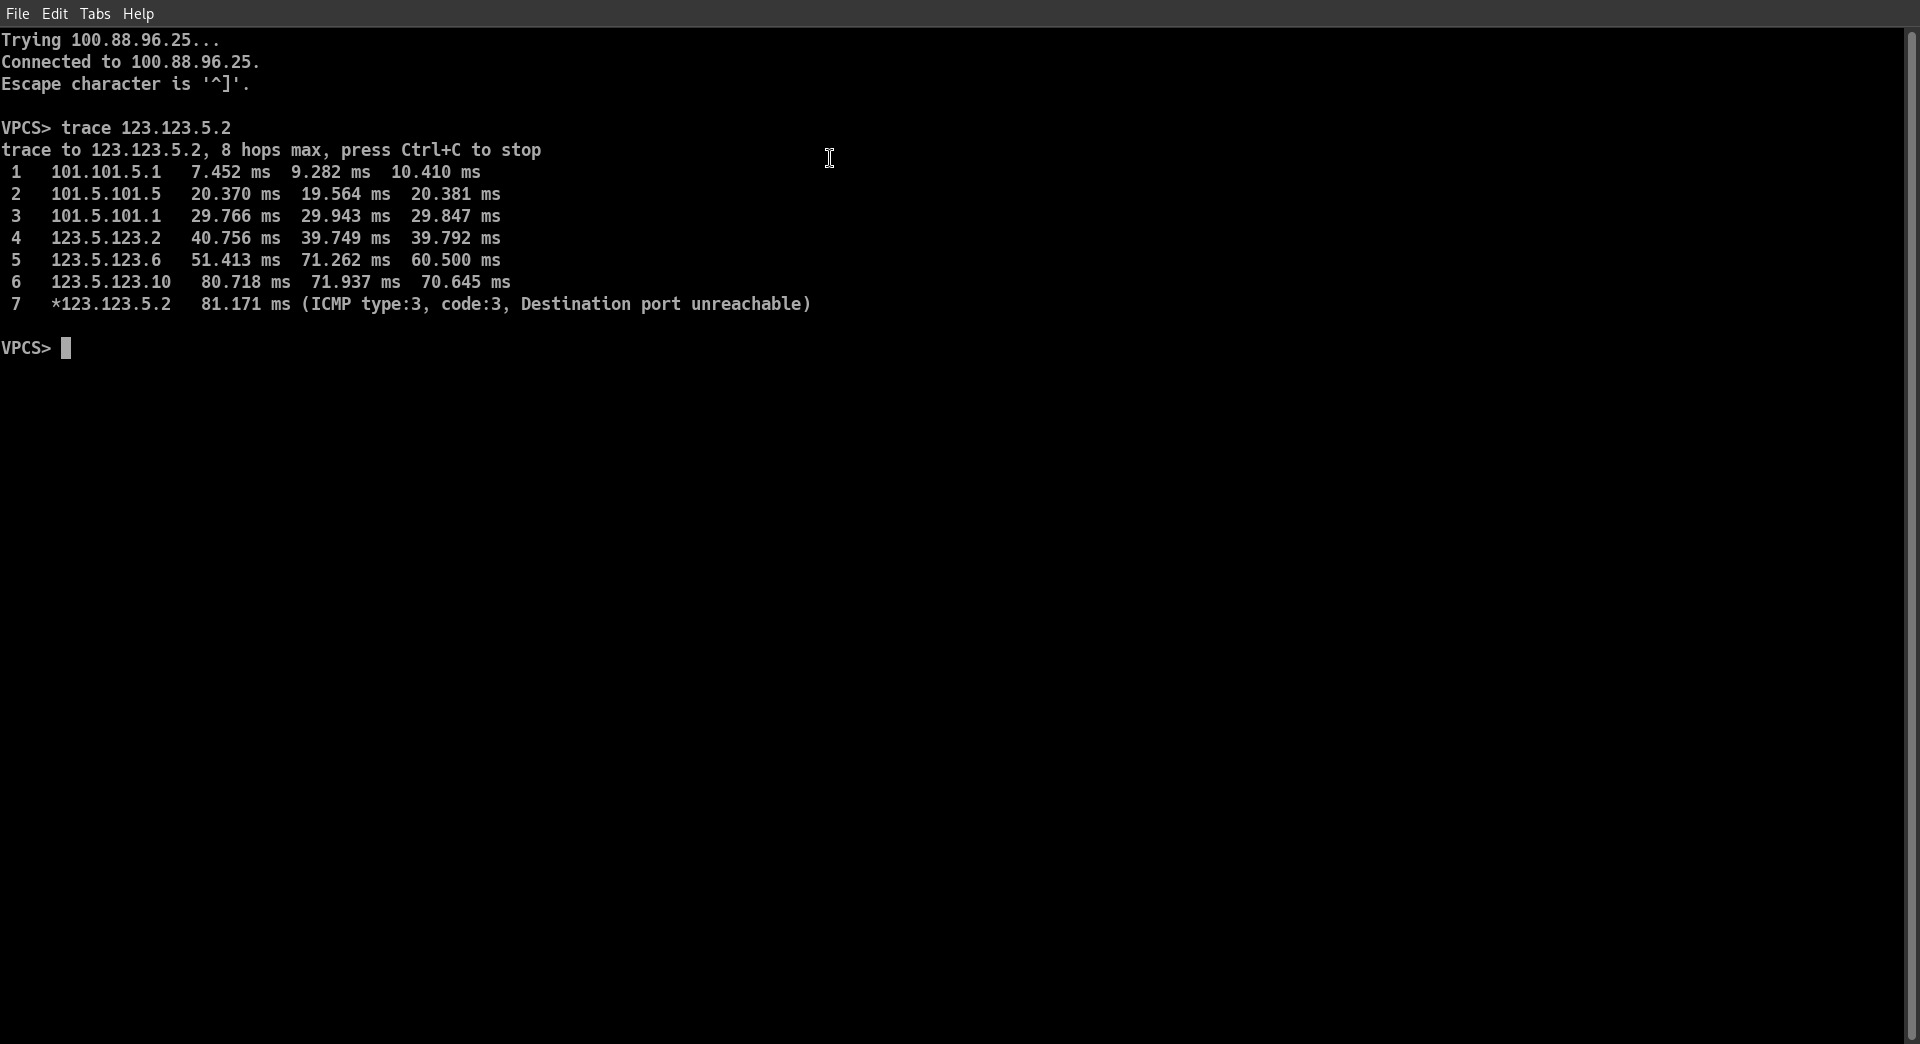 File Edit Tabs Help
Trying 100.88.96.25...
Connected to 100.88.96.25.
Escape character is '^]'.
VPCS> trace 123.123.5.2
trace to 123.123.5.2, 8 hops max, press Ctrl+C to stop
 1   101.101.5.1   7.452 ms  9.282 ms  10.410 ms
 2   101.5.101.5   20.370 ms  19.564 ms  20.381 ms
 3   101.5.101.1   29.766 ms  29.943 ms  29.847 ms
 4   123.5.123.2   40.756 ms  39.749 ms  39.792 ms
 5   123.5.123.6   51.413 ms  71.262 ms  60.500 ms
 6   123.5.123.10   80.718 ms  71.937 ms  70.645 ms
 7   *123.123.5.2   81.171 ms (ICMP type:3, code:3, Destination port unreachable)
VPCS>